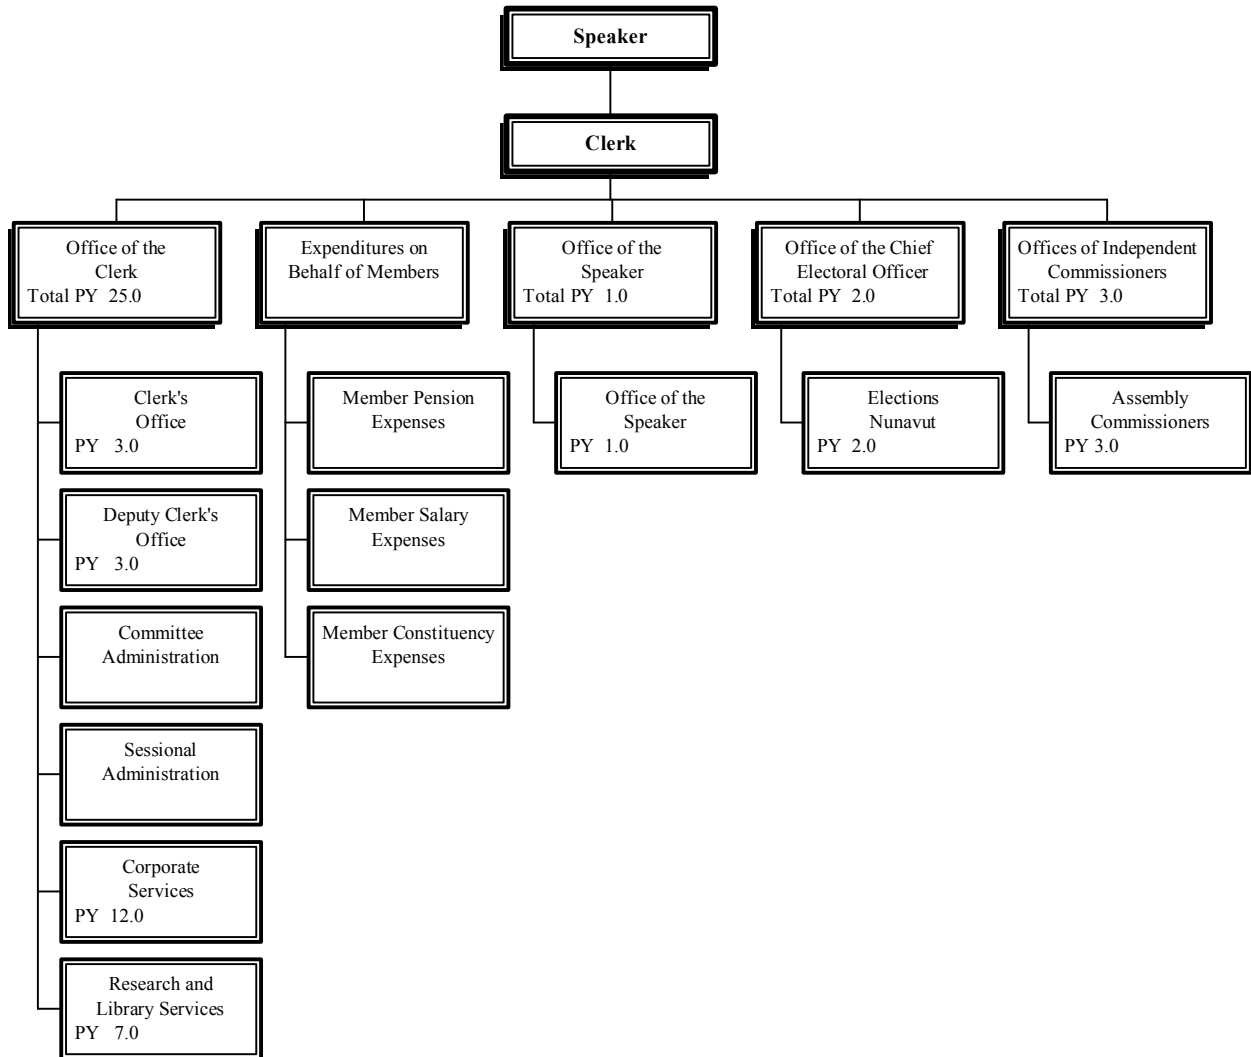 Speaker
Clerk
Office of the
Clerk
Total PY 25.0
Expenditures on
Behalf of Members
Office of the
Speaker
Total PY 1.0
Office of the Chief
Electoral Officer
Total PY 2.0
Offices of Independent
Commissioners
Total PY 3.0
Clerk's
Office
PY 3.0
Deputy Clerk's
Office
PY 3.0
Committee
Administration
Sessional
Administration
Corporate
Services
PY 12.0
Research and
Library Services
PY 7.0
Member Pension
Expenses
Member Salary
Expenses
Member Constituency
Expenses
Office of the
Speaker
PY 1.0
Elections
Nunavut
PY 2.0
Assembly
Commissioners
PY 3.0